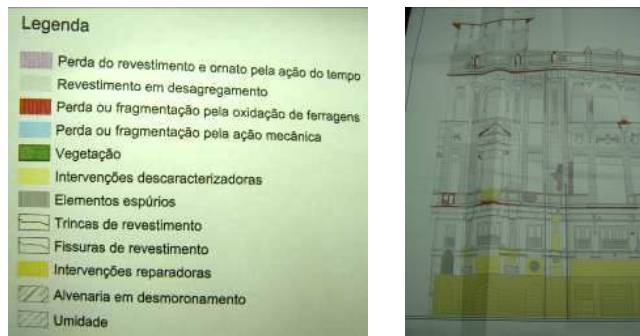 Legenda
Perda do revestimento e ornato pela ação do tempo
Revestimento em desagregamento
Perda ou fragmentação pela oxidação de ferragens
Perda ou fragmentação pela ação mecânica
Vegetação
Intervenções descaracterizadoras
Elementos espúrios
Trincas de revestimento
Fissuras de revestimento
Intervenções reparadoras
Alvenaria em desmoronamento
Umidade